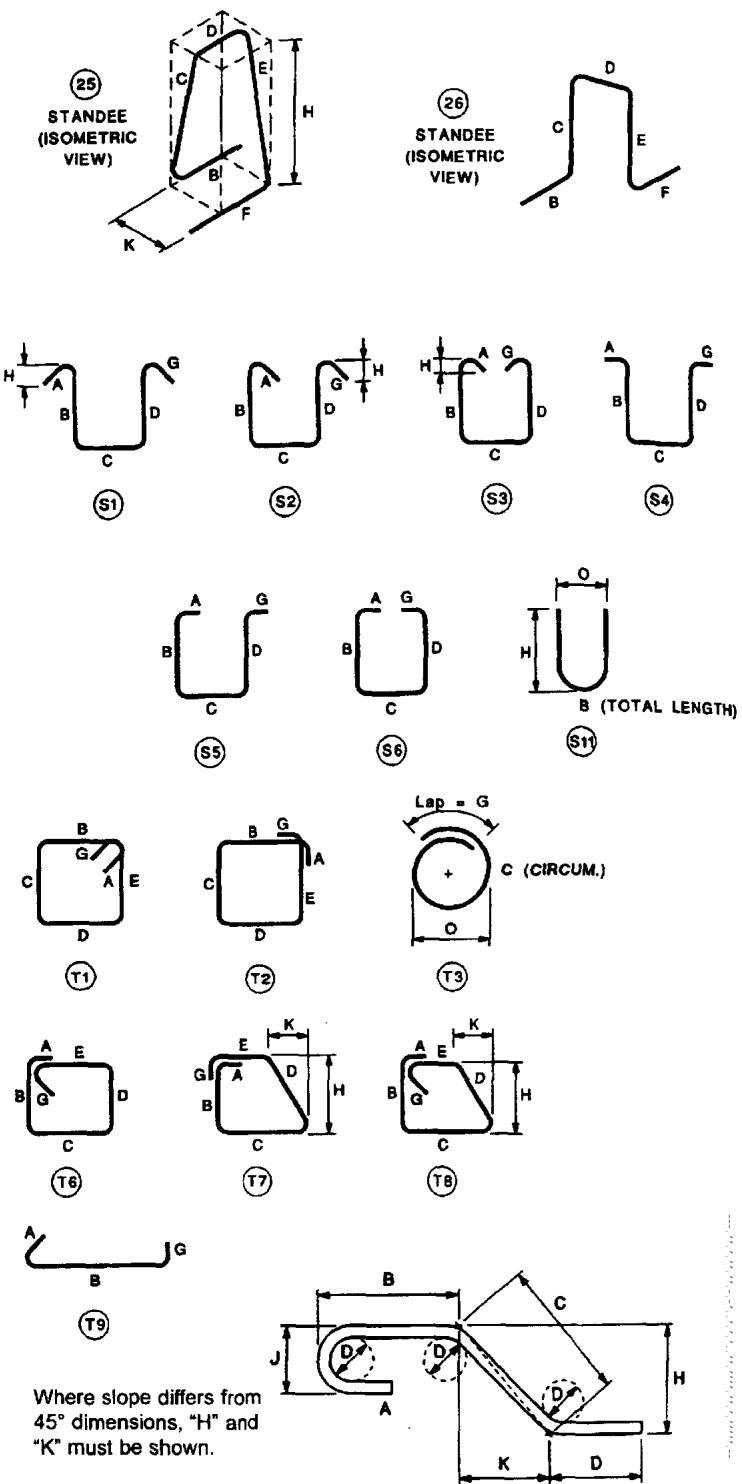 D
C
E
25
STANDEE
(ISOMETRIC
VIEW)
H
B
F
K
26
STANDEE
(ISOMETRIC
VIEW)
D
C
E
B
F
H
A
G
B
D
C
S1
A
H
G
B
D
C
S2
H
A
G
B
D
C
S3
A
G
B
D
C
S4
A
G
B
D
C
S5
A
G
B
D
C
S6
O
H
B (TOTAL LENGTH)
S11
B
G
A
C
E
D
T1
B
G
A
C
E
D
T2
Lap = G
C (CIRCUM.)
O
T3
A
E
B
G
D
C
T6
K
E
G
A
D
B
H
C
T7
K
A
E
D
B
G
H
C
T8
A
G
B
T9
B
C
J
D
D
D
H
A
K
D
Where slope differs from
45° dimensions, “H” and
“K” must be shown.